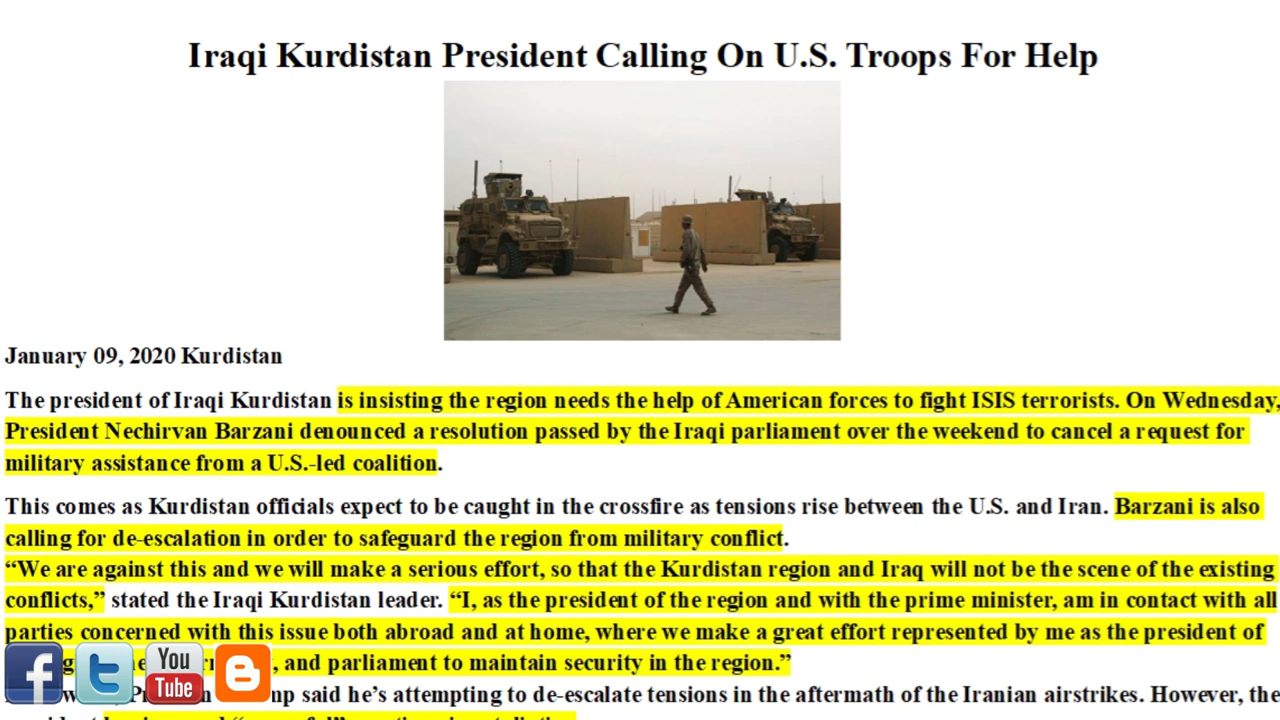 Iraqi Kurdistan President Calling On U.S. Troops For Help
January 09, 2020 Kurdistan
The president of Iraqi Kurdistan is insisting the region needs the help of American forces to fight ISIS terrorists. On Wednesday,
President Nechirvan Barzani denounced a resolution passed by the Iraqi parliament over the weekend to cancel a request for
military assistance from a U.S.-led coalition.
This comes as Kurdistan officials expect to be caught in the crossfire as tensions rise between the U.S. and Iran. Barzani is also
calling for de-escalation in order to safeguard the region from military conflict.
“We are against this and we will make a serious effort, so that the Kurdistan region and Iraq will not be the scene of the existing
conflicts,” stated the Iraqi Kurdistan leader. “I, as the president of the region and with the prime minister, am in contact with all
parties concerned with this issue both abroad and at home, where we make a great effort represented by me as the president of
, and parliament to maintain security in the region.”
said he’s attempting to de-escalate tensions in the aftermath of the Iranian airstrikes. However, the
f
t
You
Tube
B